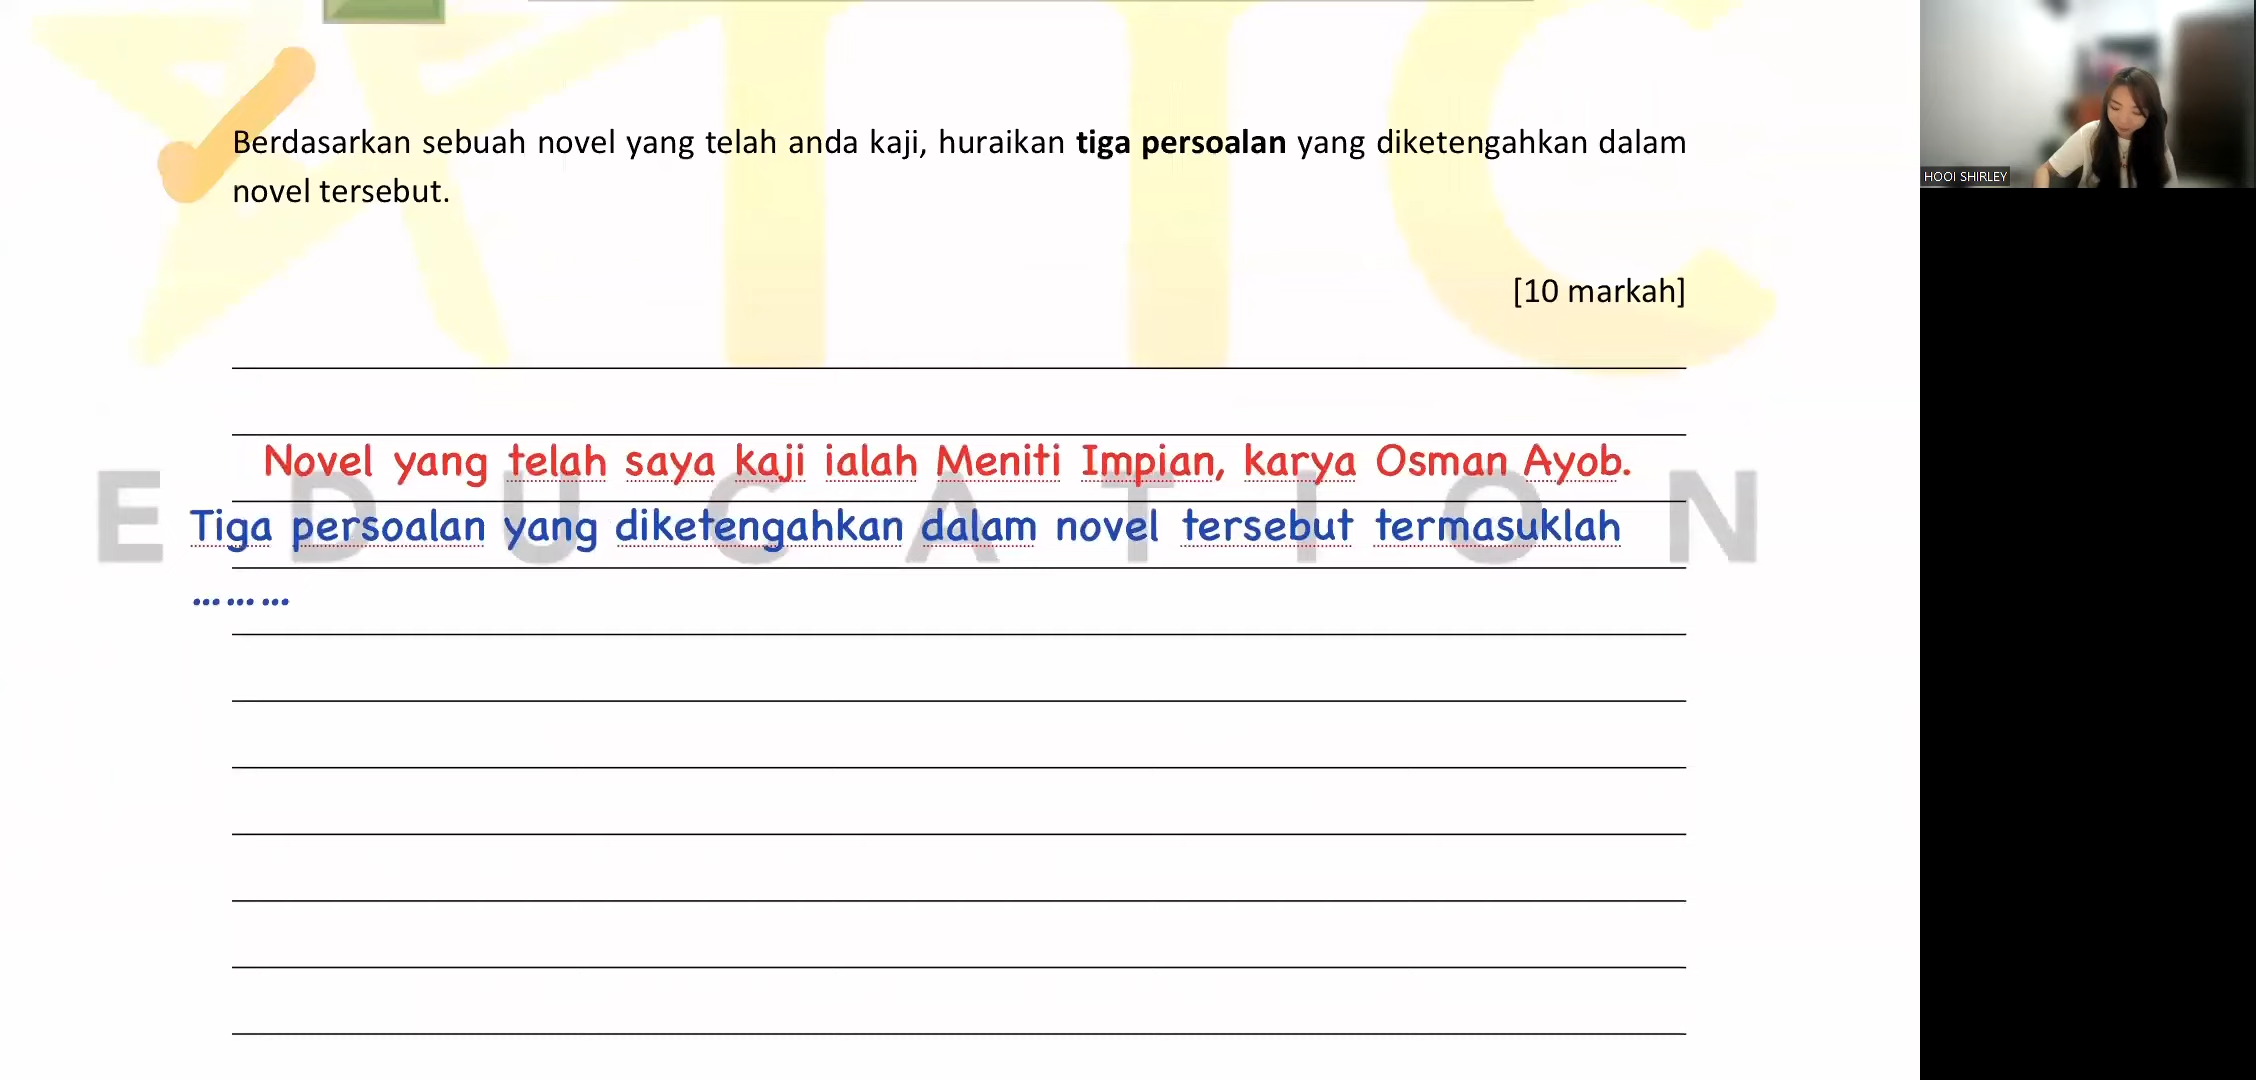 Berdasarkan sebuah novel yang telah anda kaji, huraikan tiga persoalan yang diketengahkan dalam
novel tersebut.
[10 markah]
Novel yang telah saya kaji ialah Meniti Impian, karya Osman Ayob.
Tiga persoalan yang diketengahkan dalam novel tersebut termasuklah
... ... ...
TTC
EDUCATION
HOOI SHIRLEY